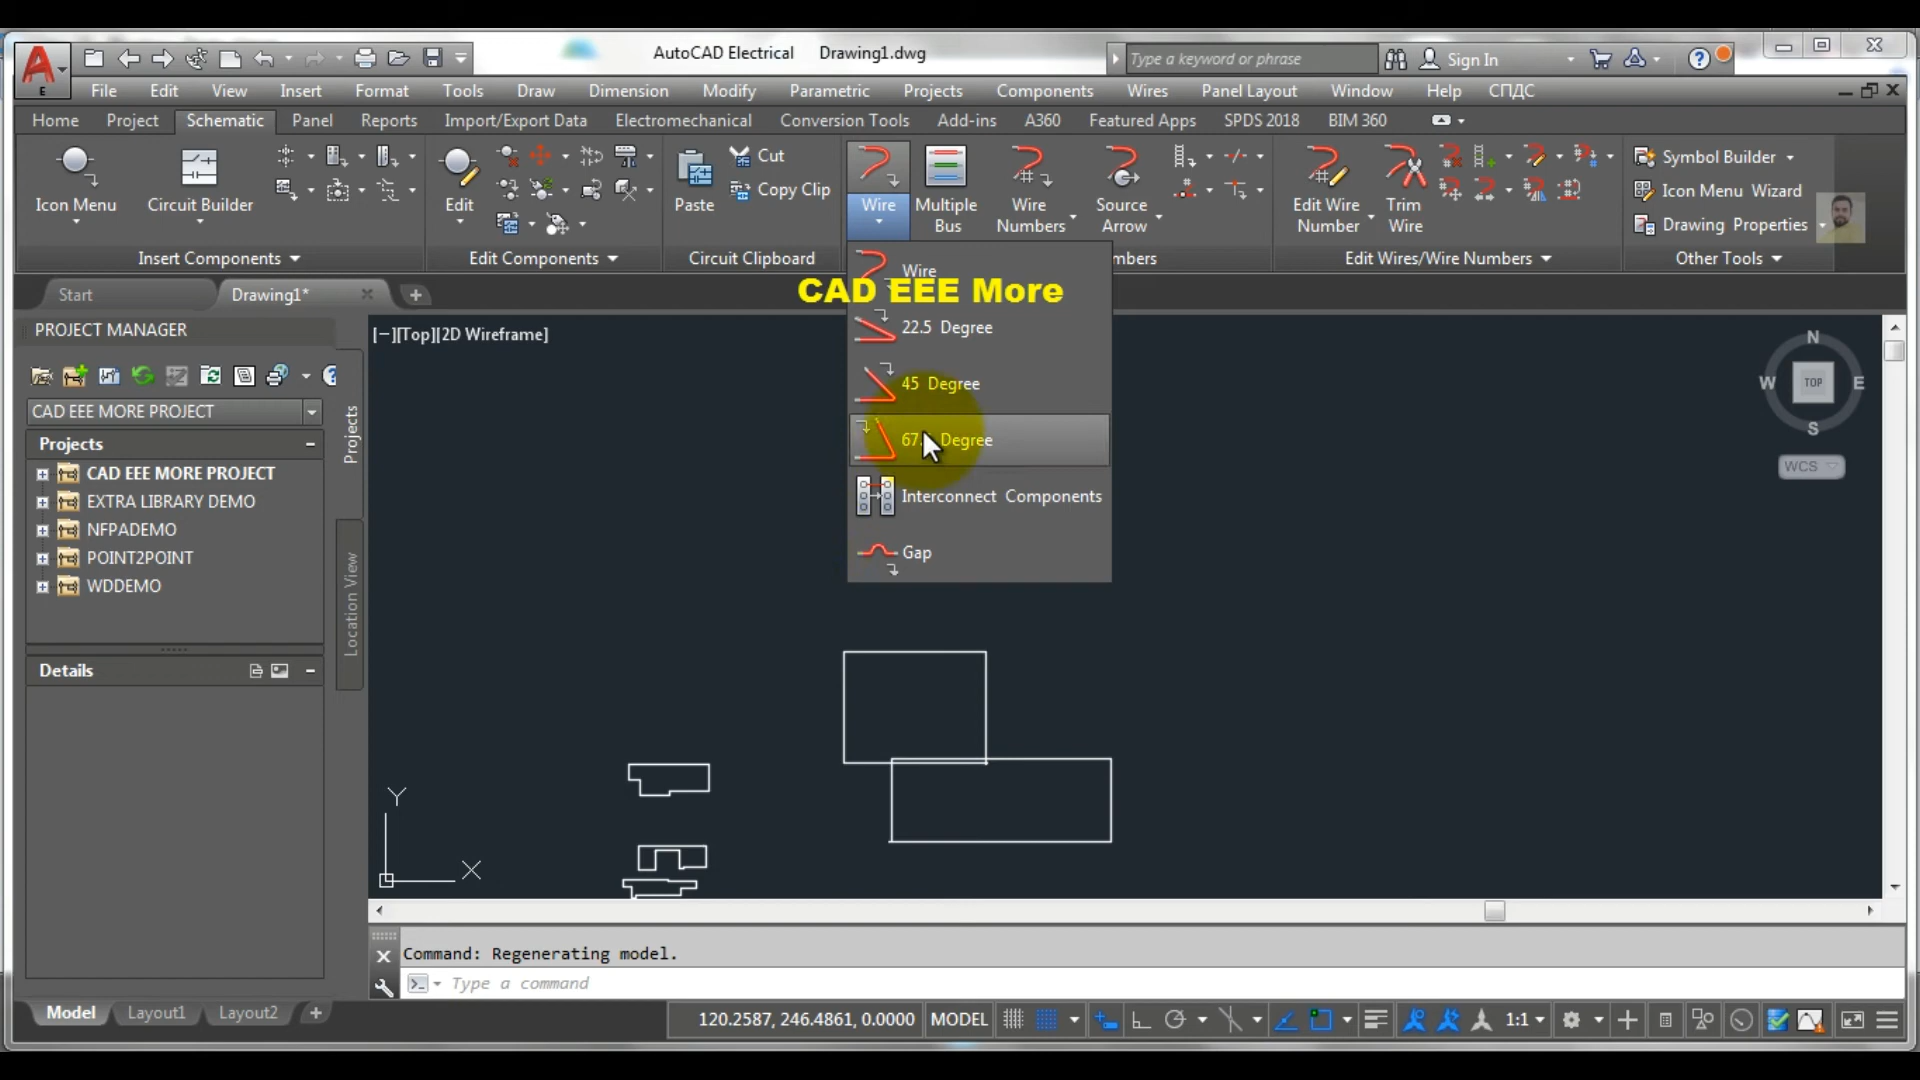 AutoCAD Electrical Drawing1.dwg
Type a keyword or phrase
Sign In
File Edit View Insert Format Tools Draw Dimension Modify Parametric Projects Components Wires Panel Layout Window Help СПДС
Home Project Schematic Panel Reports Import/Export Data Electromechanical Conversion Tools Add-ins A360 Featured Apps SPDS 2018 BIM 360
Icon Menu
Circuit Builder
Insert Components
Edit
Edit Components
Paste
Cut
Copy Clip
Circuit Clipboard
Wire
Multiple
Bus
Wire
Numbers
Source
Arrow
mbers
Edit Wire
Number
Trim
Wire
Edit Wires/Wire Numbers
Symbol Builder
Icon Menu Wizard
Drawing Properties
Other Tools
Start
Drawing1*
Wire
CAD EEE More
22.5 Degree
45 Degree
67. Degree
Interconnect Components
Gap
PROJECT MANAGER
CAD EEE MORE PROJECT
Projects
CAD EEE MORE PROJECT
EXTRA LIBRARY DEMO
NFPADEMO
POINT2POINT
WDDEMO
Details
Projects
Location View
[−][Top][2D Wireframe]
N
W TOP E
S
WCS
Y
X
Command: Regenerating model.
Type a command
Model Layout1 Layout2
120.2587, 246.4861, 0.0000 MODEL 1:1